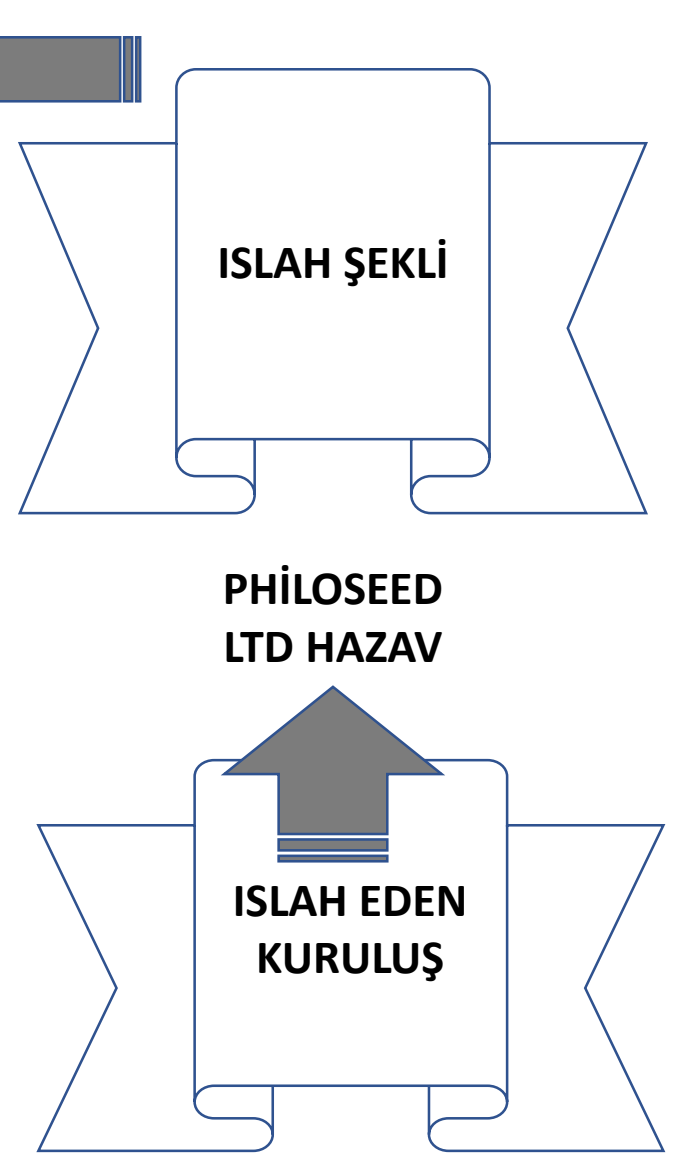 ISLAH ŞEKLİ
PHİLOSEED
LTD HAZAV
ISLAH EDEN
KURULUŞ